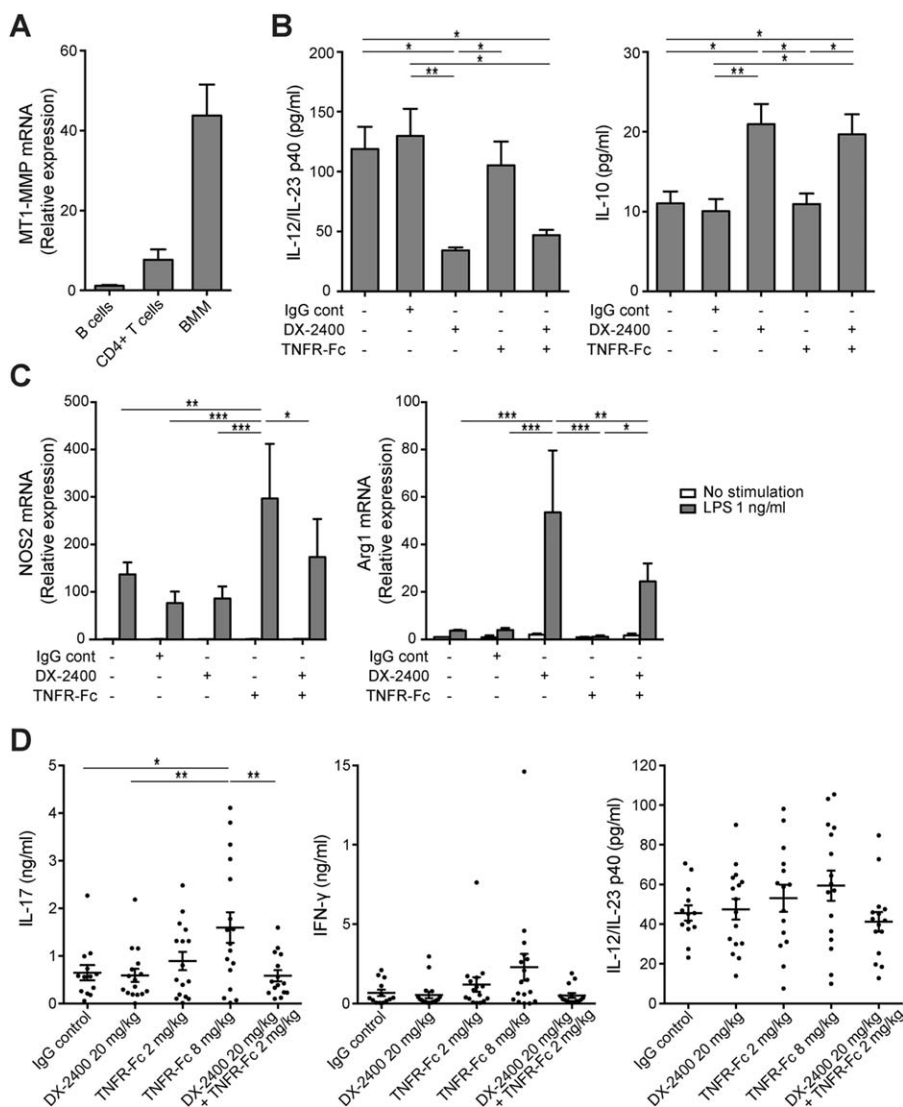 A
MT1-MMP mRNA
(Relative expression)
60
40
20
0
B cells
CD4+ T cells
BMM
B
IL-12/IL-23 p40 (pg/ml)
200
150
100
50
0
*
* *
*
**
IgG cont - + - - -
DX-2400 - - + - +
TNFR-Fc - - - + +
IL-10 (pg/ml)
30
20
10
0
*
* * *
*
**
IgG cont - + - - -
DX-2400 - - + - +
TNFR-Fc - - - + +
C
NOS2 mRNA
(Relative expression)
500
400
300
200
100
0
**
*** *
***
IgG cont - + - - -
DX-2400 - - + - +
TNFR-Fc - - - + +
Arg1 mRNA
(Relative expression)
100
80
60
40
20
0
*** **
*** *** *
IgG cont - + - - -
DX-2400 - - + - +
TNFR-Fc - - - + +
No stimulation
LPS 1 ng/ml
D
IL-17 (ng/ml)
5
4
3
2
1
0
*
** **
IgG control
DX-2400 20 mg/kg
TNFR-Fc 2 mg/kg
TNFR-Fc 8 mg/kg
DX-2400 20 mg/kg
+ TNFR-Fc 2 mg/kg
IFN-γ (ng/ml)
15
10
5
0
IgG control
DX-2400 20 mg/kg
TNFR-Fc 2 mg/kg
TNFR-Fc 8 mg/kg
DX-2400 20 mg/kg
+ TNFR-Fc 2 mg/kg
IL-12/IL-23 p40 (pg/ml)
120
100
80
60
40
20
0
IgG control
DX-2400 20 mg/kg
TNFR-Fc 2 mg/kg
TNFR-Fc 8 mg/kg
DX-2400 20 mg/kg
+ TNFR-Fc 2 mg/kg